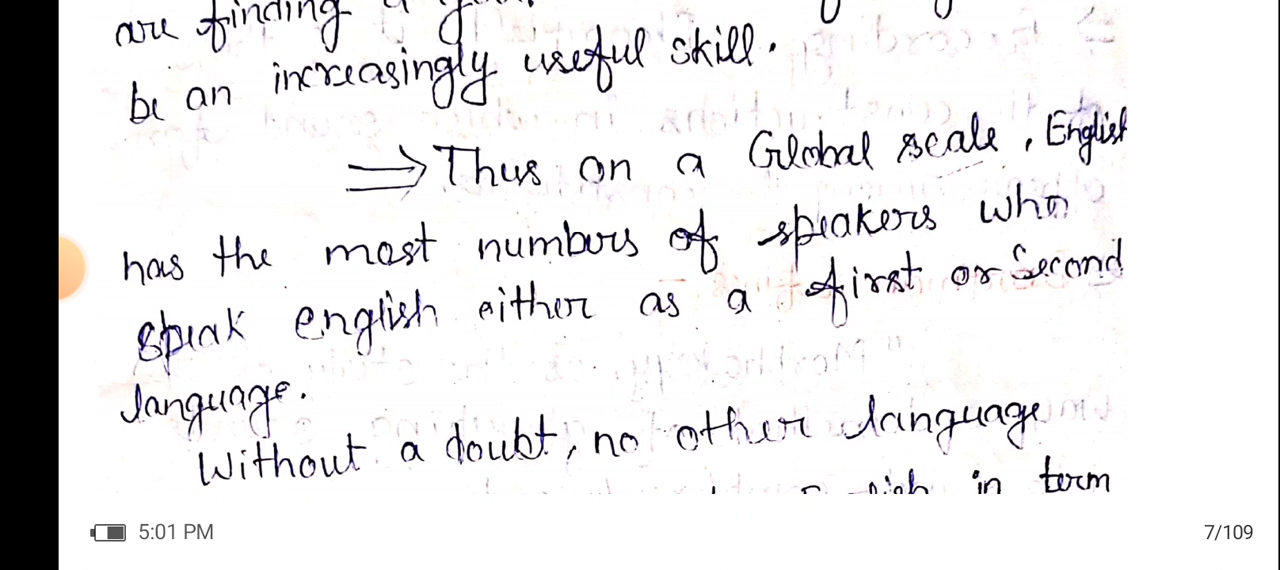 are finding a
be an increasingly useful skill.
⇒ Thus on a Global scale, English
has the most numbers of speakers who
speak english either as a first or second
language.
Without a doubt, no other language
in term
5:01 PM
7/109